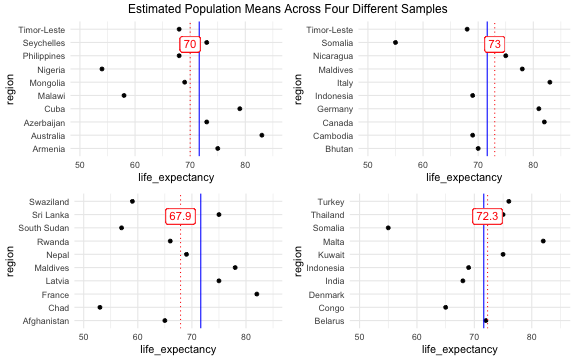 Estimated Population Means Across Four Different Samples
Timor-Leste
Seychelles
Philippines
Nigeria
Mongolia
Malawi
Cuba
Azerbaijan
Australia
Armenia
region
70
50 60 70 80
life_expectancy
Timor-Leste
Somalia
Nicaragua
Maldives
Italy
Indonesia
Germany
Canada
Cambodia
Bhutan
region
73
50 60 70 80
life_expectancy
Swaziland
Sri Lanka
South Sudan
Rwanda
Nepal
Maldives
Latvia
France
Chad
Afghanistan
region
67.9
50 60 70 80
life_expectancy
Turkey
Thailand
Somalia
Malta
Kuwait
Indonesia
India
Denmark
Congo
Belarus
region
72.3
50 60 70 80
life_expectancy